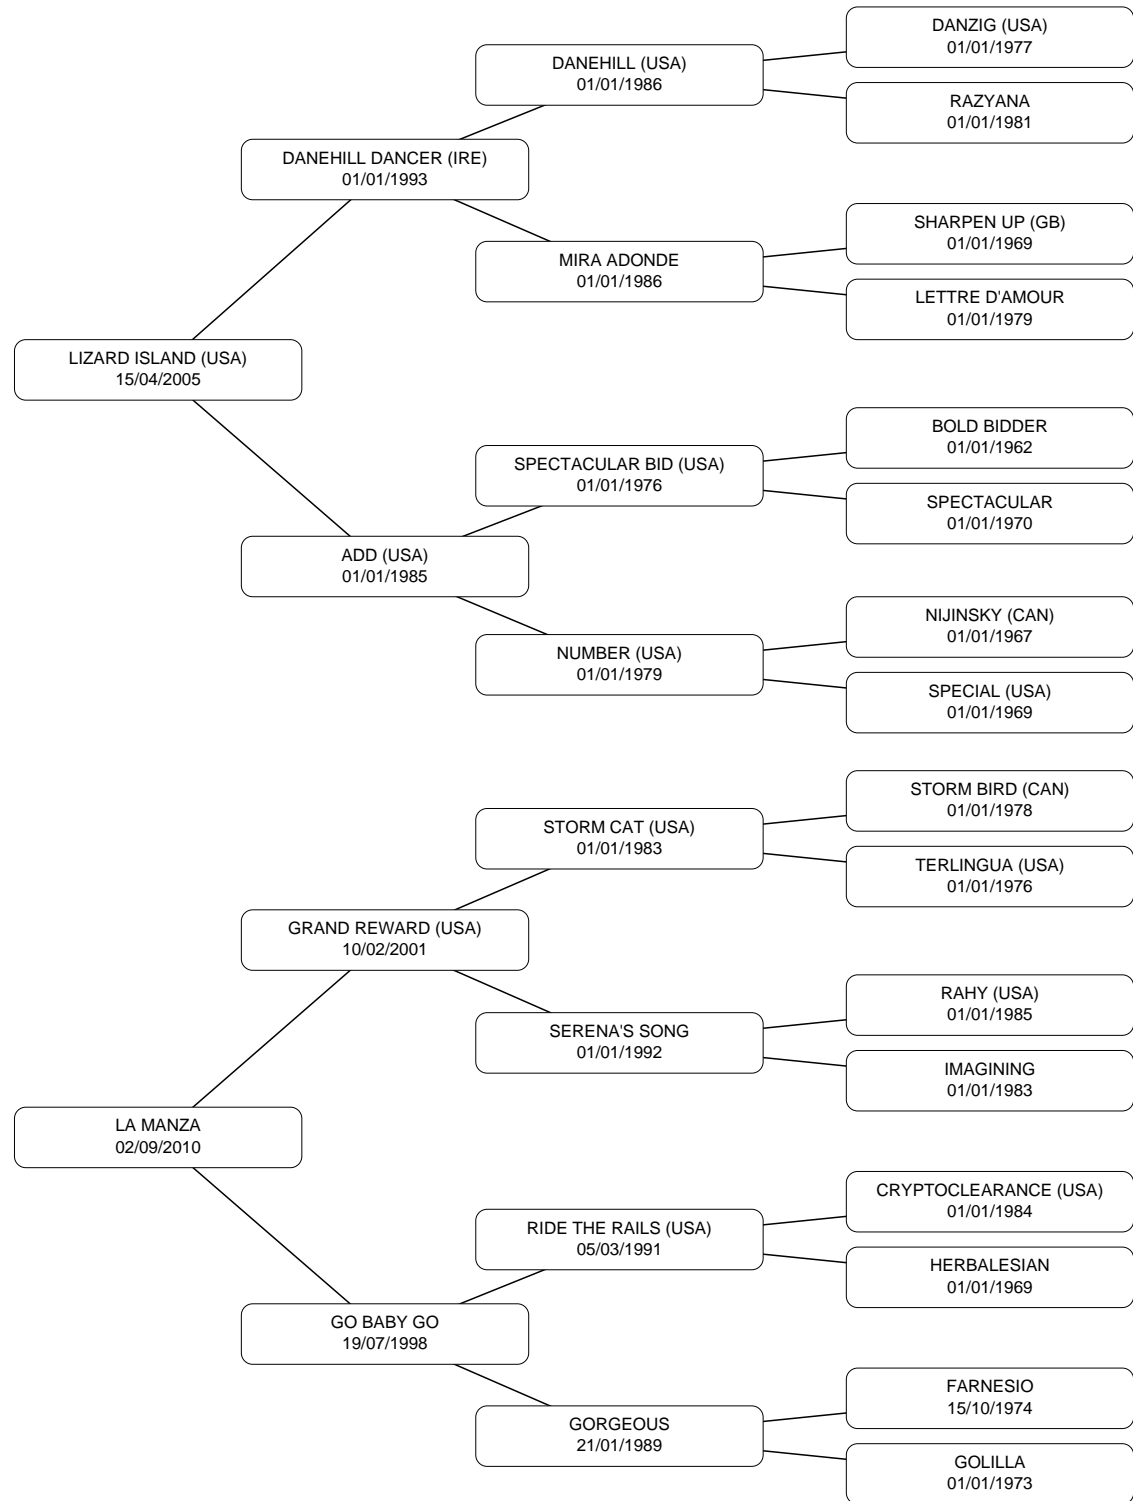 DANZIG (USA)
01/01/1977
DANEHILL (USA)
01/01/1986
RAZYANA
01/01/1981
DANEHILL DANCER (IRE)
01/01/1993
SHARPEN UP (GB)
01/01/1969
MIRA ADONDE
01/01/1986
LETTRE D'AMOUR
01/01/1979
LIZARD ISLAND (USA)
15/04/2005
BOLD BIDDER
01/01/1962
SPECTACULAR BID (USA)
01/01/1976
SPECTACULAR
01/01/1970
ADD (USA)
01/01/1985
NIJINSKY (CAN)
01/01/1967
NUMBER (USA)
01/01/1979
SPECIAL (USA)
01/01/1969
STORM BIRD (CAN)
01/01/1978
STORM CAT (USA)
01/01/1983
TERLINGUA (USA)
01/01/1976
GRAND REWARD (USA)
10/02/2001
RAHY (USA)
01/01/1985
SERENA'S SONG
01/01/1992
IMAGINING
01/01/1983
LA MANZA
02/09/2010
CRYPTOCLEARANCE (USA)
01/01/1984
RIDE THE RAILS (USA)
05/03/1991
HERBALESIAN
01/01/1969
GO BABY GO
19/07/1998
FARNESIO
15/10/1974
GORGEOUS
21/01/1989
GOLILLA
01/01/1973